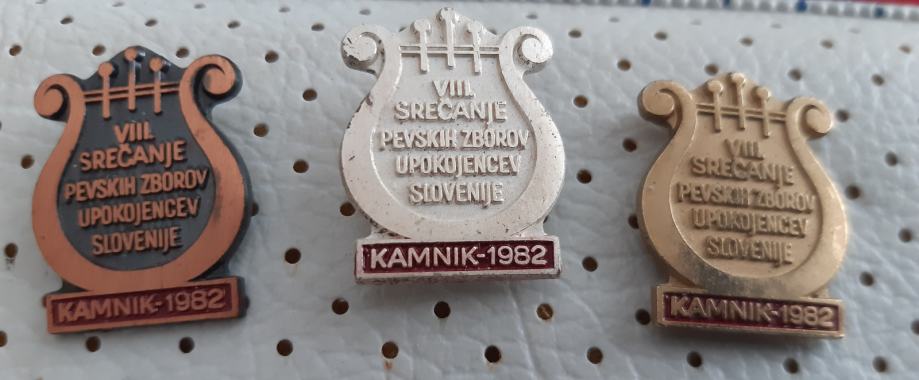 VIII.
SREČANJE
PEVSKIH ZBOROV
UPOKOJENCEV
SLOVENIJE
KAMNIK-1982
VIII.
SREČANJE
PEVSKIH ZBOROV
UPOKOJENCEV
SLOVENIJE
KAMNIK-1982
VIII.
SREČANJE
PEVSKIH ZBOROV
UPOKOJENCEV
SLOVENIJE
KAMNIK-1982